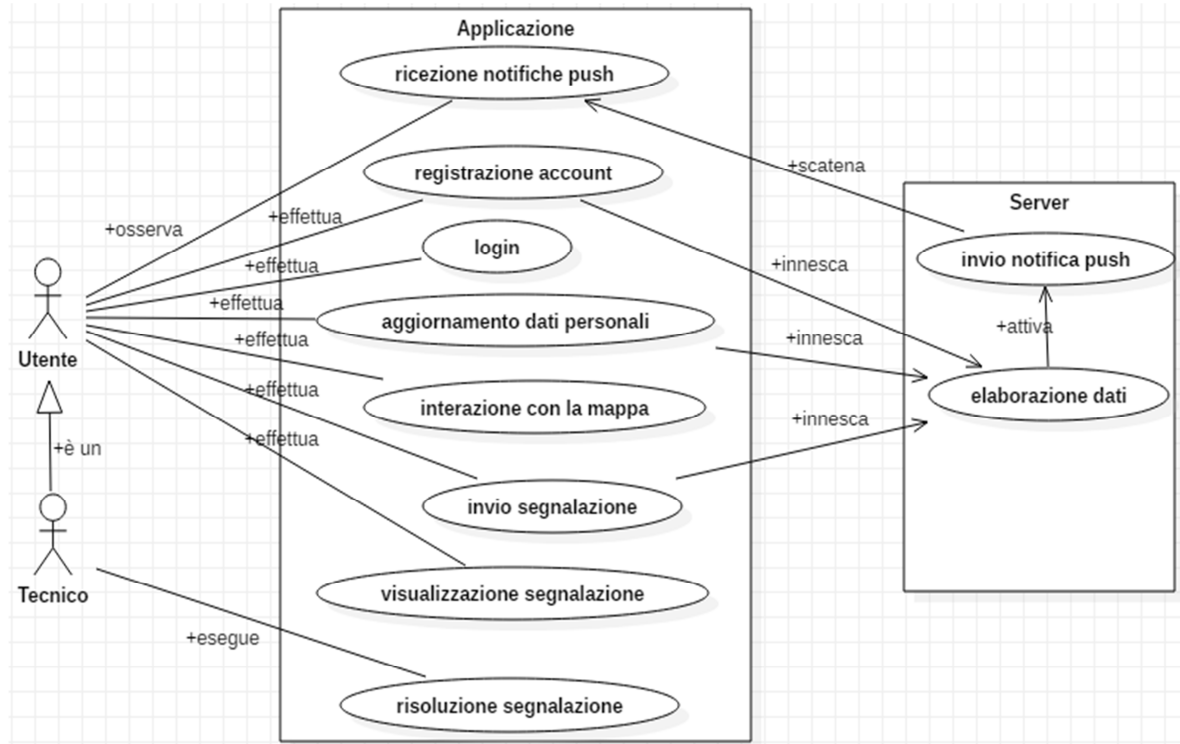 Applicazione
ricezione notifiche push
+scatena
registrazione account
Server
+osserva
+effettua
login
invio notifica push
+effettua
+innesca
+effettua
aggiornamento dati personali
+attiva
+effettua
+innesca
Utente
+effettua
interazione con la mappa
elaborazione dati
+innesca
+effettua
+è un
invio segnalazione
Tecnico
visualizzazione segnalazione
+esegue
risoluzione segnalazione